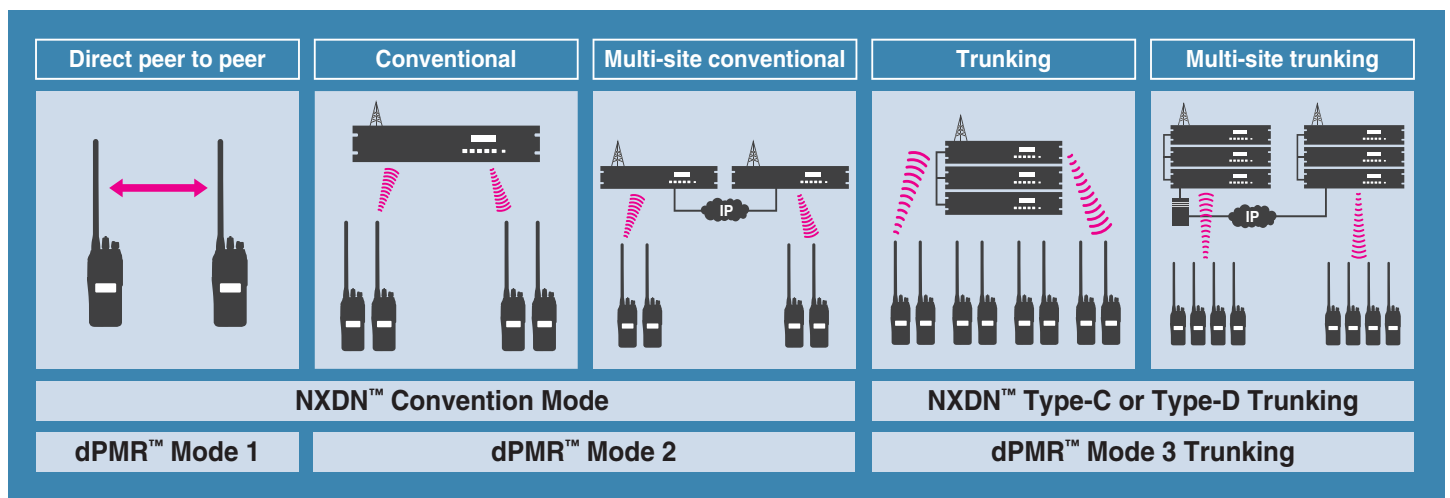 Direct peer to peer
Conventional
Multi-site conventional
Trunking
Multi-site trunking
IP
IP
NXDN™ Convention Mode
NXDN™ Type-C or Type-D Trunking
dPMR™ Mode 1
dPMR™ Mode 2
dPMR™ Mode 3 Trunking